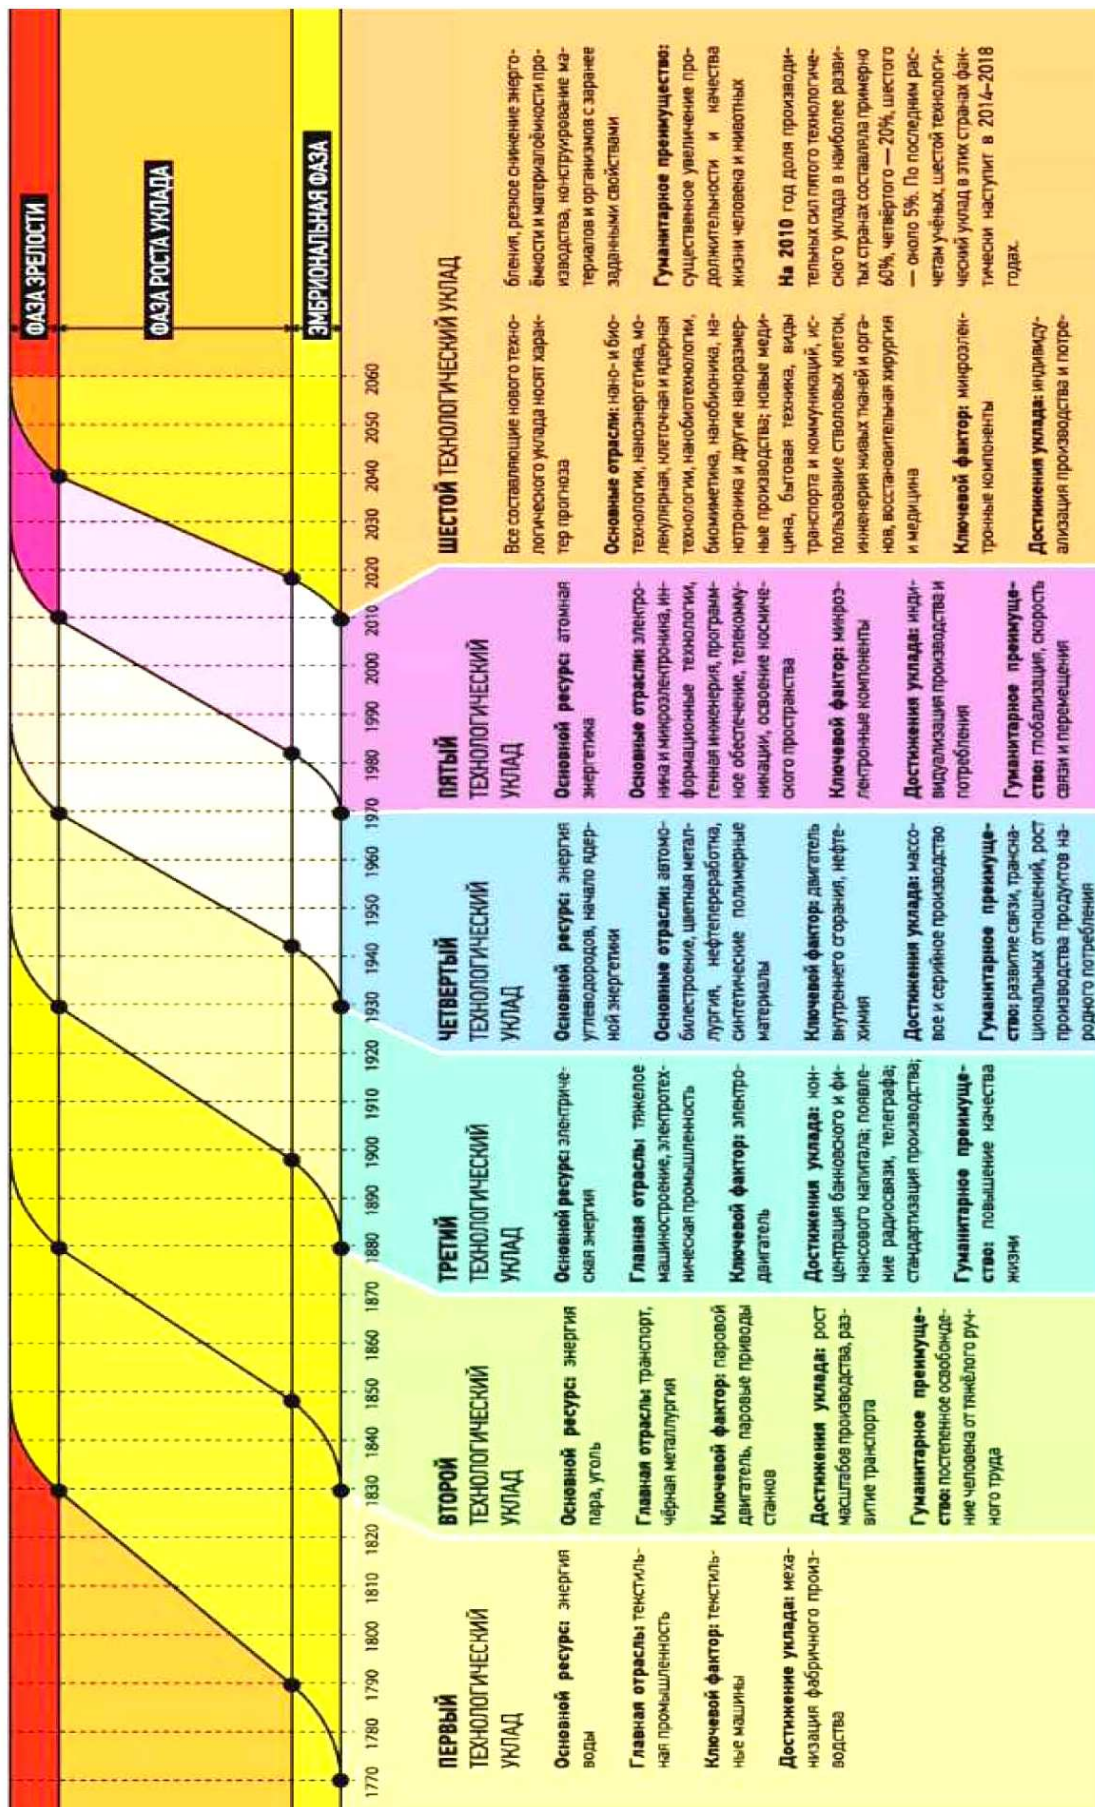 ФАЗА ЗРЕЛОСТИ
ФАЗА РОСТА УКЛАДА
ЭМБРИОНАЛЬНАЯ ФАЗА
1770 1780 1790 1800 1810 1820 1830 1840 1850 1860 1870 1880 1890 1900 1910 1920 1930 1940 1950 1960 1970 1980 1990 2000 2010 2020 2030 2040 2050 2060
ПЕРВЫЙ
ТЕХНОЛОГИЧЕСКИЙ
УКЛАД
Основной ресурс: энергия
воды
Главная отрасль: текстиль-
ная промышленность
Ключевой фактор: текстиль-
ные машины
Достижение уклада: меха-
низация фабричного произ-
водства
ВТОРОЙ
ТЕХНОЛОГИЧЕСКИЙ
УКЛАД
Основной ресурс: энергия
пара, уголь
Главная отрасль: транспорт,
чёрная металлургия
Ключевой фактор: паровой
двигатель, паровые приводы
станков
Достижения уклада: рост
масштабов производства, раз-
витие транспорта
Гуманитарное преимуще-
ство: постепенное освобожде-
ние человека от тяжёлого руч-
ного труда
ТРЕТИЙ
ТЕХНОЛОГИЧЕСКИЙ
УКЛАД
Основной ресурс: электриче-
ская энергия
Главная отрасль: тяжелое
машиностроение, электротех-
ническая промышленность
Ключевой фактор: электро-
двигатель
Достижения уклада: кон-
центрация банковского и фи-
нансового капитала; появле-
ние радиосвязи, телеграфа;
стандартизация производства;
Гуманитарное преимуще-
ство: повышение качества
жизни
ЧЕТВЕРТЫЙ
ТЕХНОЛОГИЧЕСКИЙ
УКЛАД
Основной ресурс: энергия
углеводородов, начало ядер-
ной энергетики
Основные отрасли: автомо-
билестроение, цветная метал-
лургия, нефтепереработка,
синтетические полимерные
материалы
Ключевой фактор: двигатель
внутреннего сгорания, нефте-
химия
Достижения уклада: массо-
вое и серийное производство
Гуманитарное преимуще-
ство: развитие связи, трансна-
циональных отношений, рост
производства продуктов на-
родного потребления
ПЯТЫЙ
ТЕХНОЛОГИЧЕСКИЙ
УКЛАД
Основной ресурс: атомная
энергетика
Основные отрасли: электро-
ника и микроэлектроника, ин-
формационные технологии,
генная инженерия, программ-
ное обеспечение, телекомму-
никации, освоение космиче-
ского пространства
Ключевой фактор: микроэ-
лектронные компоненты
Достижения уклада: инди-
видуализация производства и
потребления
Гуманитарное преимуще-
ство: глобализация, скорость
связи и перемещения
ШЕСТОЙ ТЕХНОЛОГИЧЕСКИЙ УКЛАД
Все составляющие нового техно-
логического уклада носят харак-
тер прогноза
Основные отрасли: нано- и био-
технологии, наноэнергетика, мо-
лекулярная, клеточная и ядерная
технологии, нанобиотехнологии,
биомиметика, нанобионика, на-
нотроника и другие наноразмер-
ные производства; новые меди-
цина, бытовая техника, виды
транспорта и коммуникаций, ис-
пользование стволовых клеток,
инженерия живых тканей и орга-
нов, восстановительная хирургия
и медицина
Ключевой фактор: микроэлек-
тронные компоненты
Достижения уклада: индивиду-
ализация производства и потре-
бления, резкое снижение энерго-
ёмкости и материалоёмкости про-
изводства, конструирование ма-
териалов и организмов с заранее
заданными свойствами
Гуманитарное преимущество:
существенное увеличение про-
должительности и качества
жизни человека и животных
На 2010 год доля производи-
тельных сил пятого технологиче-
ского уклада в наиболее разви-
тых странах составляла примерно
60%, четвёртого — 20%, шестого
— около 5%. По последним рас-
четам учёных, шестой технологи-
ческий уклад в этих странах фак-
тически наступит в 2014–2018
годах.